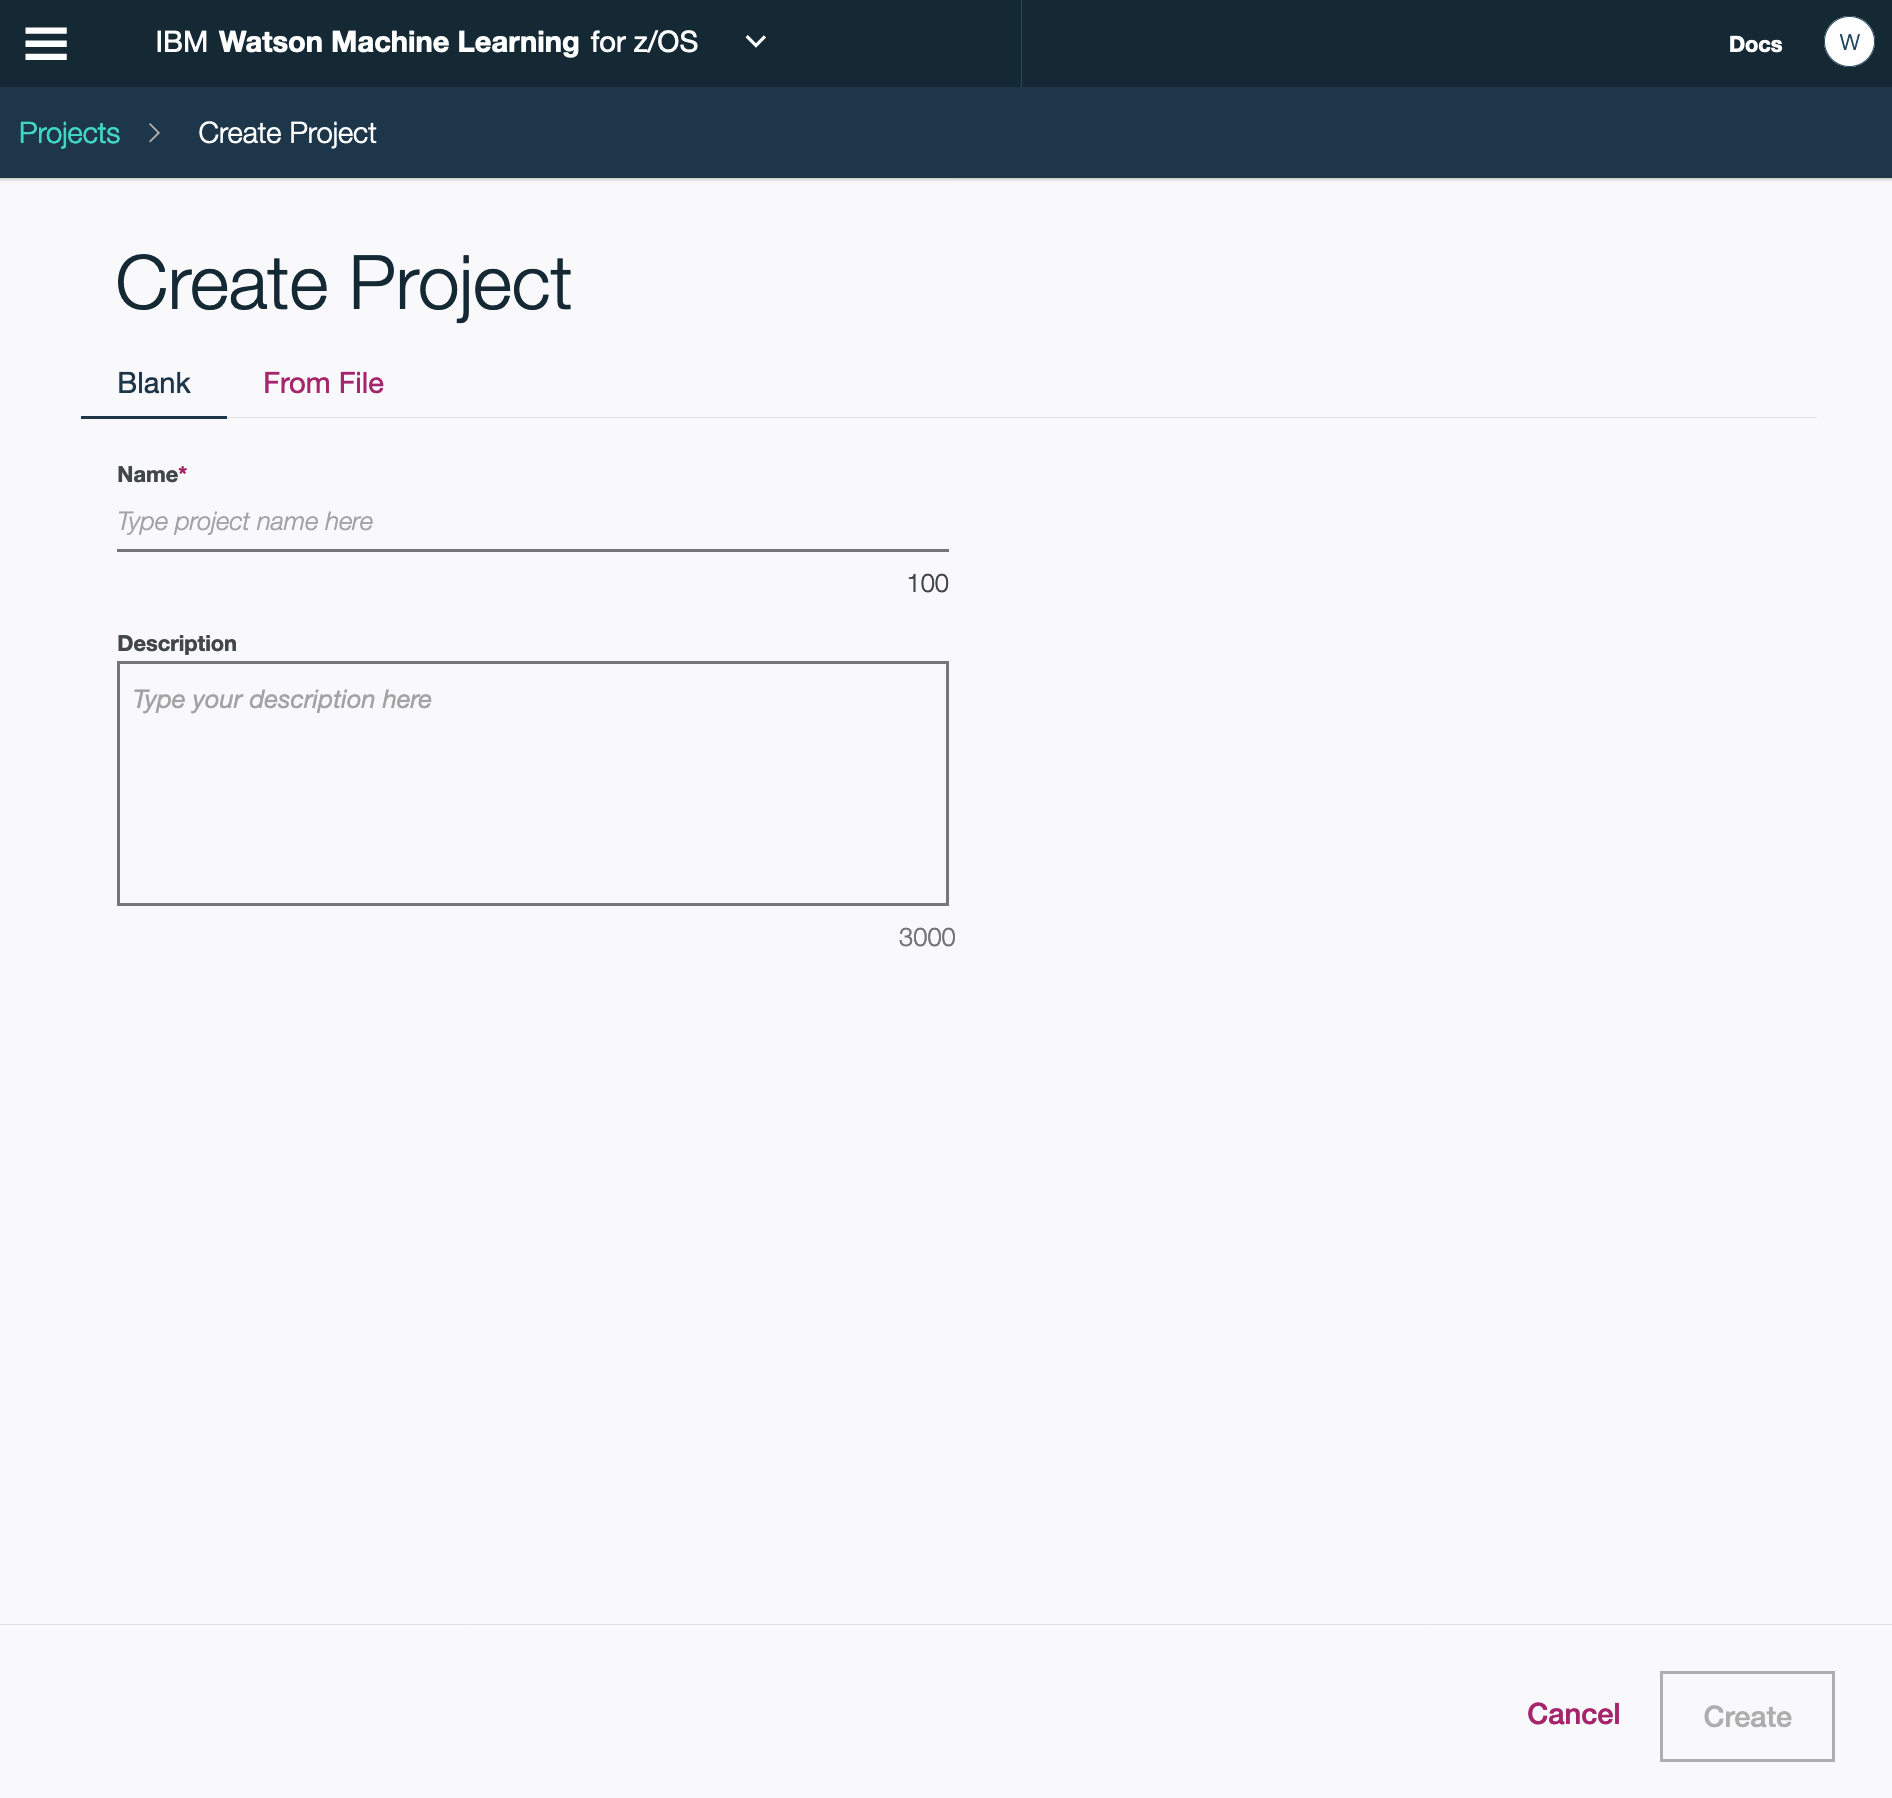 IBM Watson Machine Learning for z/OS
Docs
W
Projects
Create Project
Create Project
Blank
From File
Name*
Type project name here
100
Description
Type your description here
3000
Cancel
Create